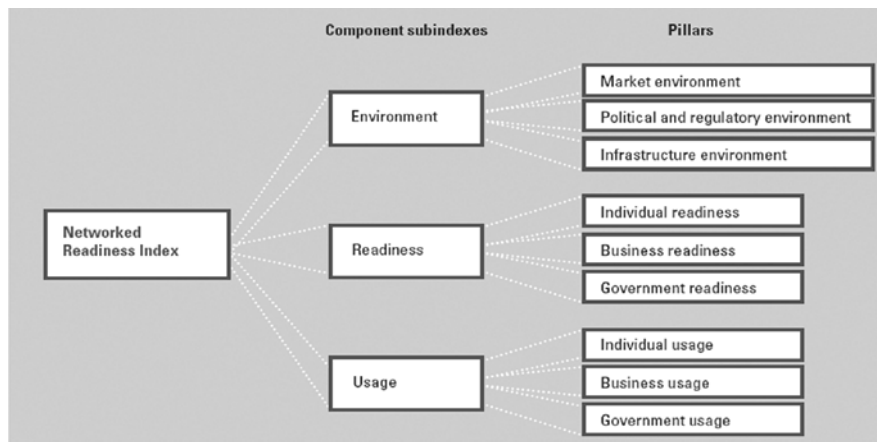 Component subindexes
Pillars
Market environment
Environment
Political and regulatory environment
Infrastructure environment
Networked
Readiness Index
Individual readiness
Readiness
Business readiness
Government readiness
Individual usage
Usage
Business usage
Government usage